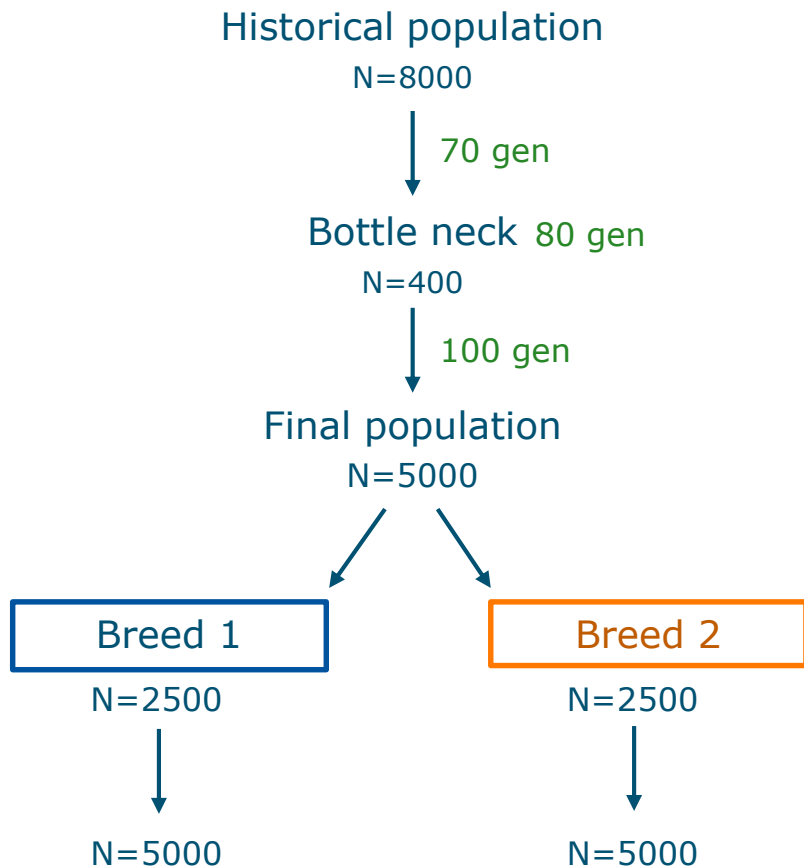 Historical population
N=8000
70 gen
Bottle neck 80 gen
N=400
100 gen
Final population
N=5000
Breed 1 Breed 2
N=2500 N=2500
N=5000 N=5000